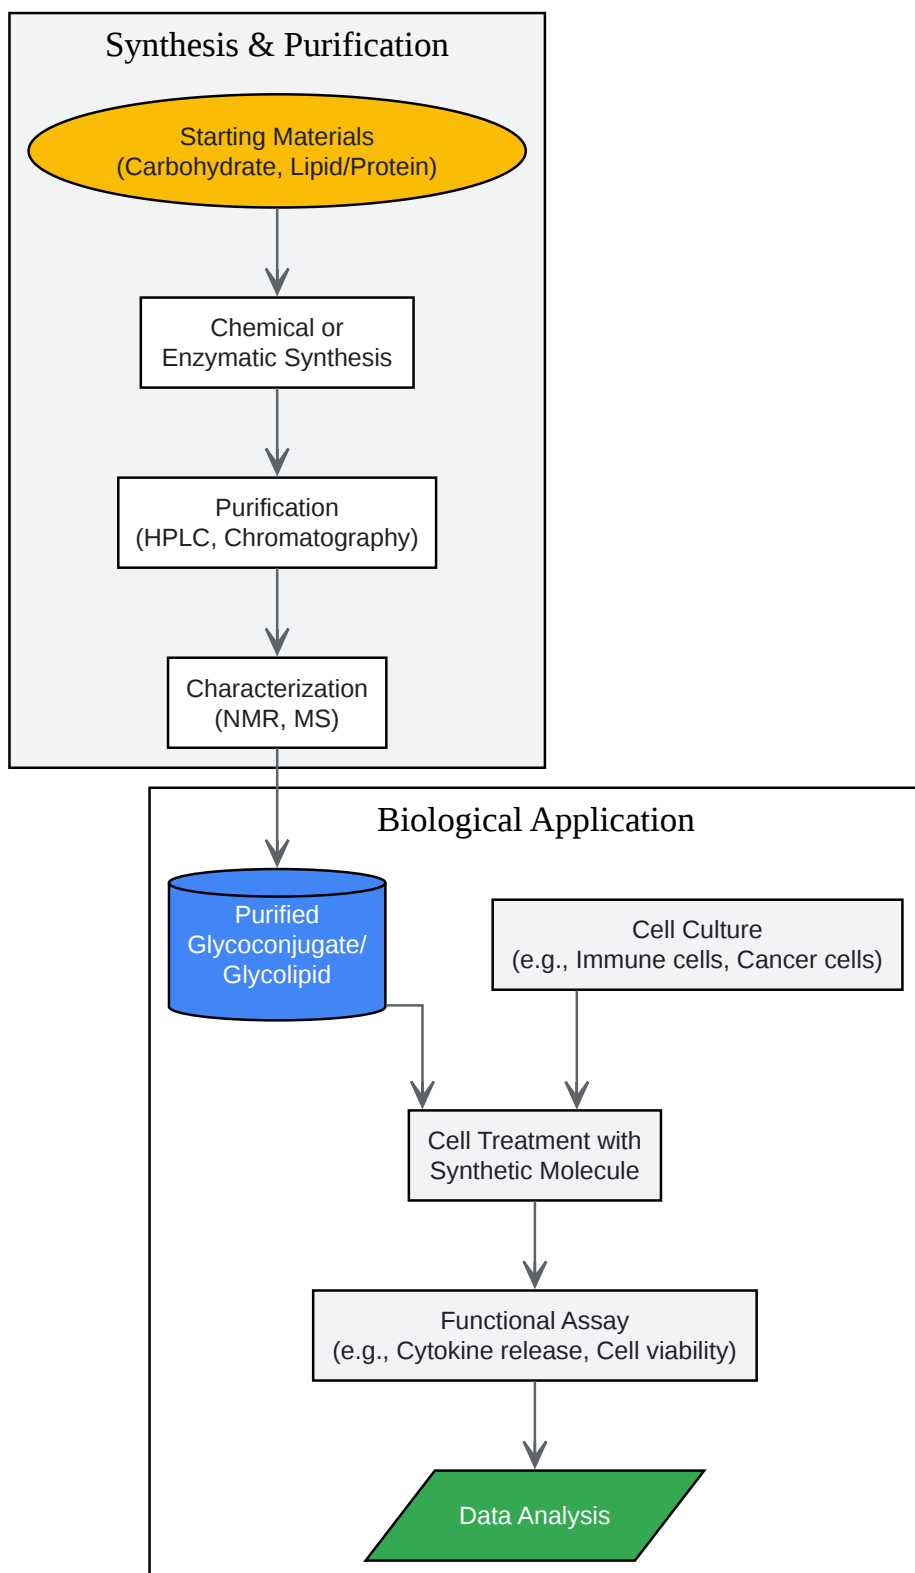 Synthesis & Purification
Starting Materials
(Carbohydrate, Lipid/Protein)
Chemical or
Enzymatic Synthesis
Purification
(HPLC, Chromatography)
Characterization
(NMR, MS)
Biological Application
Purified
Glycoconjugate/
Glycolipid
Cell Culture
(e.g., Immune cells, Cancer cells)
Cell Treatment with
Synthetic Molecule
Functional Assay
(e.g., Cytokine release, Cell viability)
Data Analysis